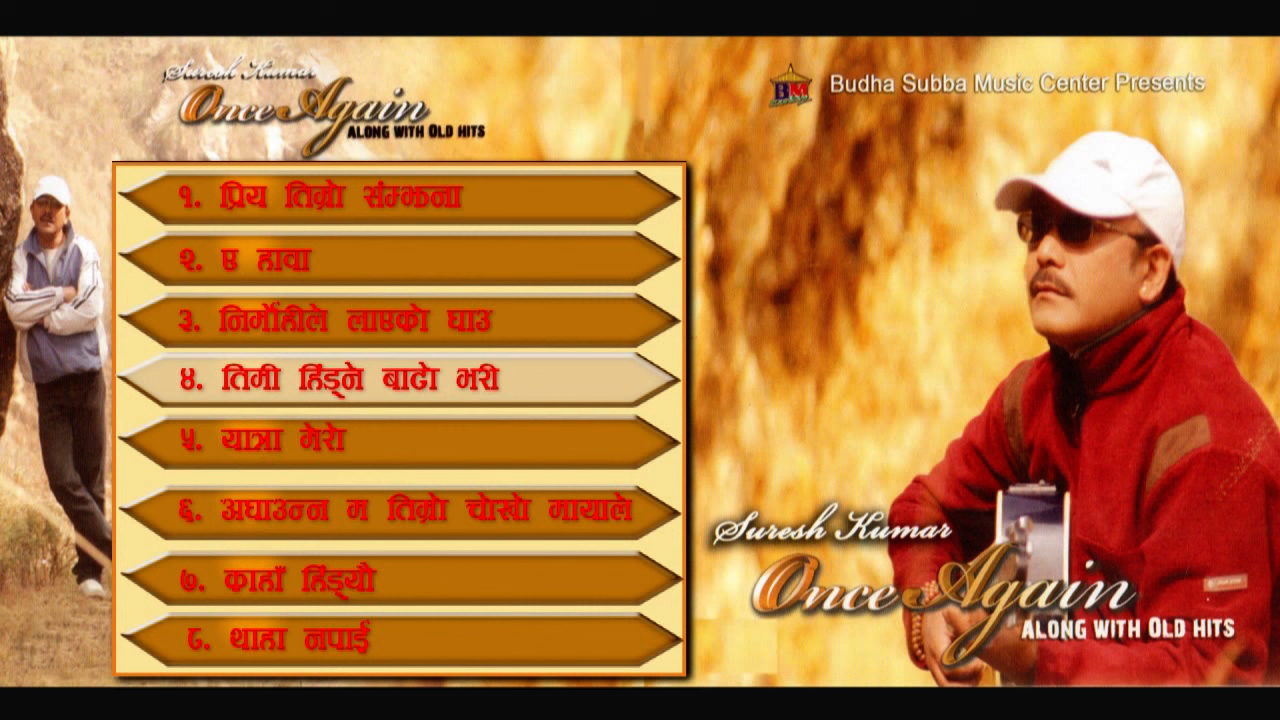 Suresh Kumar
Once Again
ALONG WITH OLD HITS
BM
Budha Subba Music Center Presents
१. प्रिय तिम्रो संम्झना
२. ए हावा
३. निर्मोहीले लाएको घाउ
४. तिमी हिंड्ने बाटो भरी
५. यात्रा मेरो
६. अघाउन्न म तिम्रो चोखो मायाले
७. काहाँ हिंड्यौ
८. थाहा नपाई
Suresh Kumar
Once Again
ALONG WITH OLD HITS